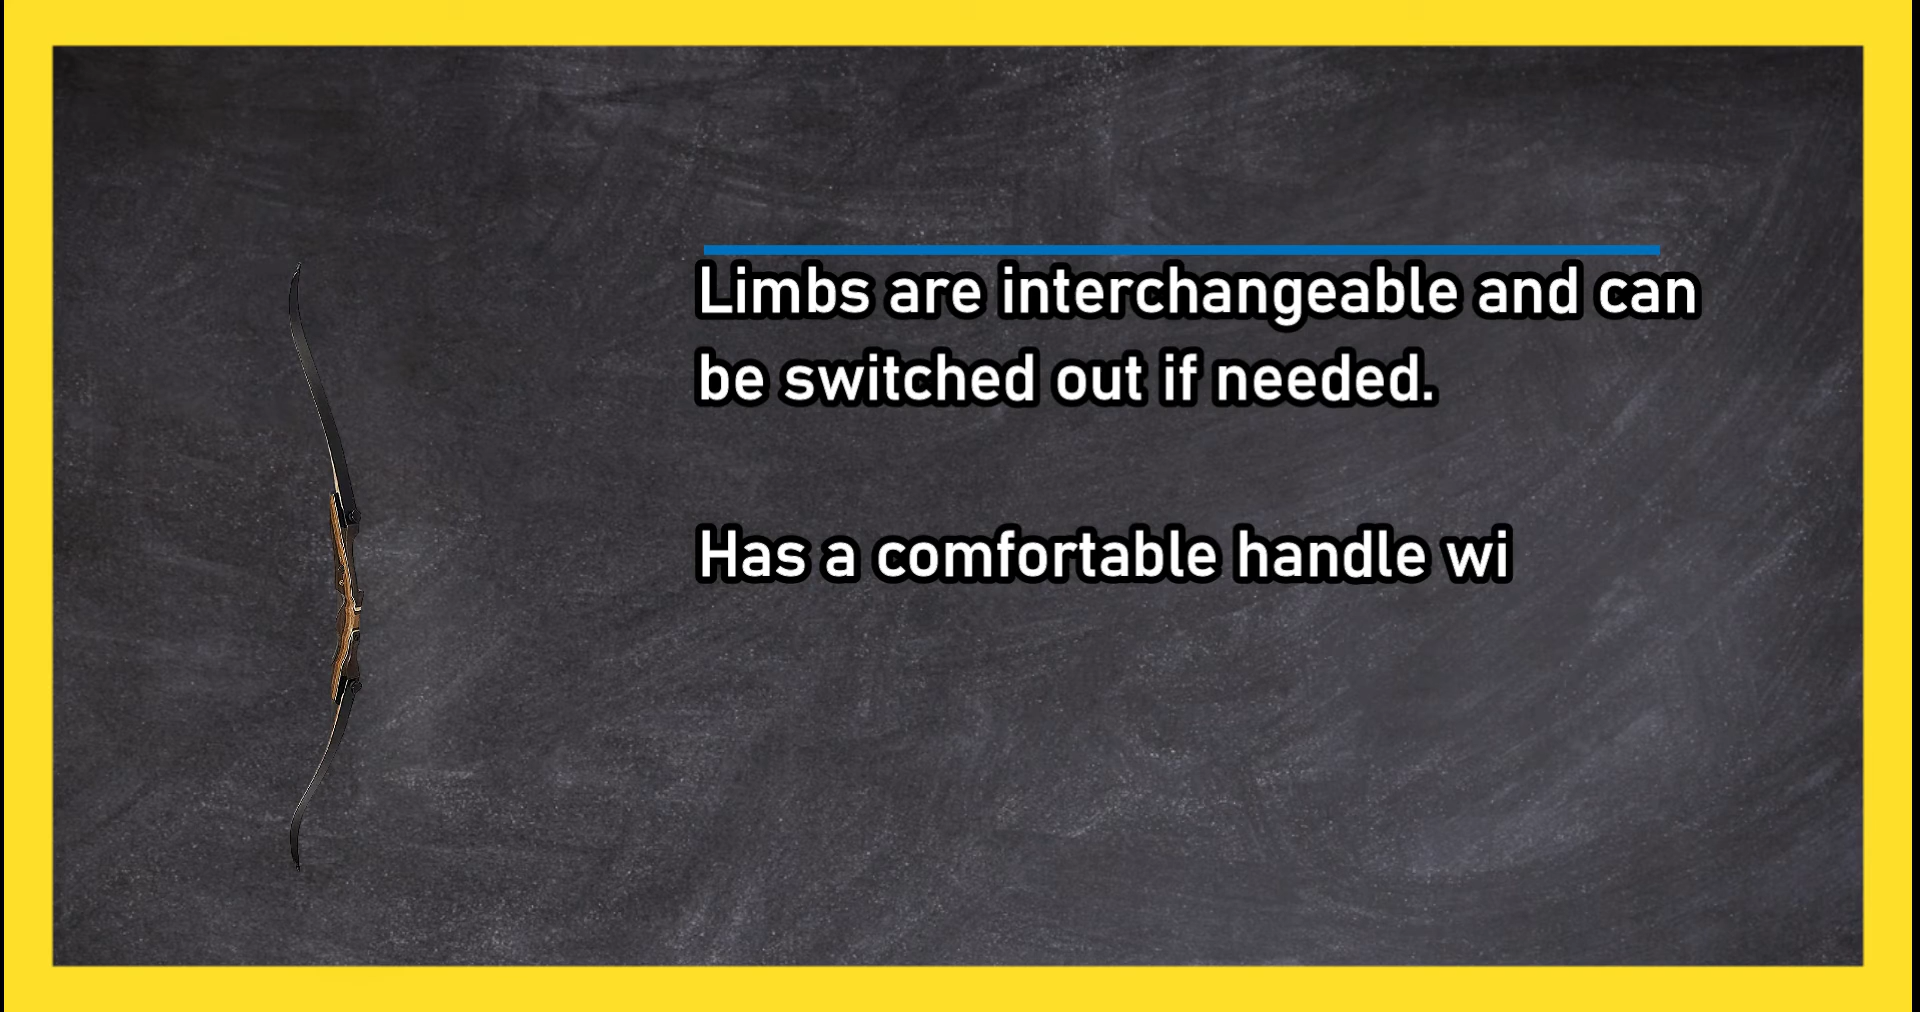 Limbs are interchangeable and can
be switched out if needed.
Has a comfortable handle wi